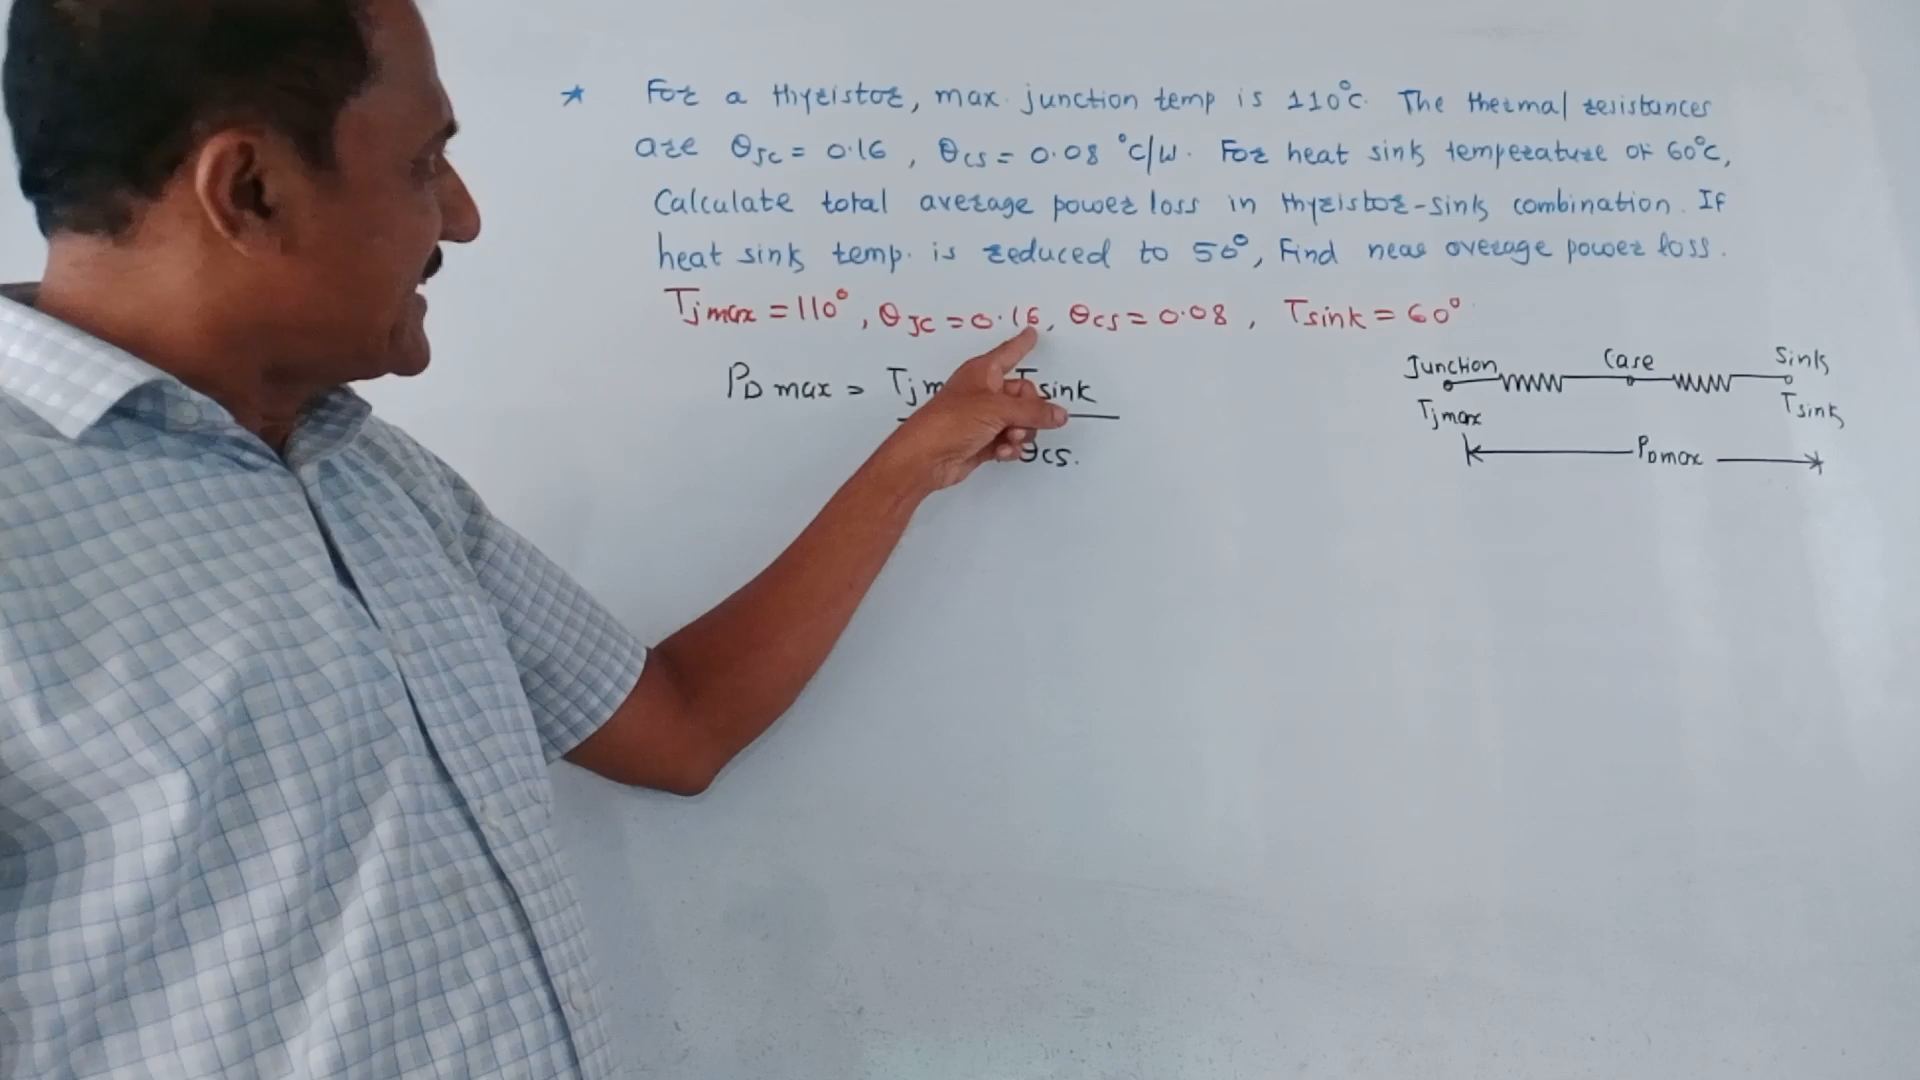 * For a thyristor, max. junction temp is 110°c. The thermal resistances
are θJC = 0.16 , θCS = 0.08 °C/W. For heat sink temperature of 60°C,
Calculate total average power loss in thyristor-sink combination. If
heat sink temp. is reduced to 50°, Find new average power loss.
Tjmax = 110°, θJC = 0.16, θCS = 0.08 , Tsink = 60°
Junction Case Sink
PD max = Tjm Tsink
Tjmax Tsink
θCS.
PDmax